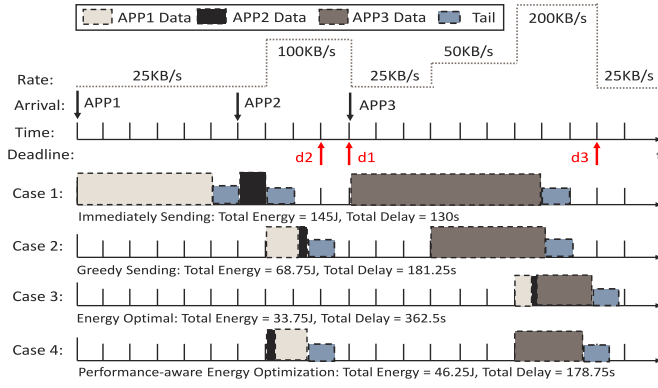 APP1 Data APP2 Data APP3 Data Tail
200KB/s
100KB/s
50KB/s
Rate: 25KB/s 25KB/s 25KB/s
Arrival: APP1 APP2 APP3
Time: t
Deadline: d2 d1 d3
Case 1:
Immediately Sending: Total Energy = 145J, Total Delay = 130s
Case 2:
Greedy Sending: Total Energy = 68.75J, Total Delay = 181.25s
Case 3:
Energy Optimal: Total Energy = 33.75J, Total Delay = 362.5s
Case 4:
Performance-aware Energy Optimization: Total Energy = 46.25J, Total Delay = 178.75s